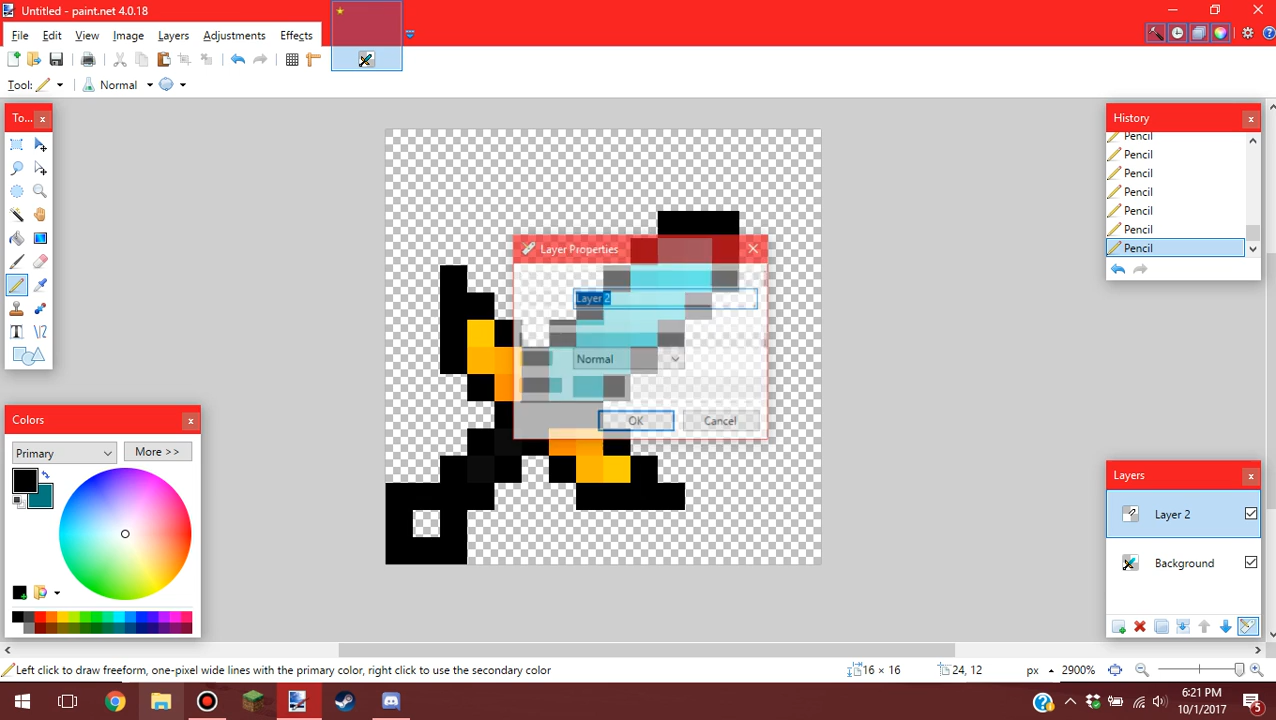 Untitled - paint.net 4.0.18
File Edit View Image Layers Adjustments Effects
Tool: Normal
To... x
History x
Pencil
Pencil
Pencil
Pencil
Pencil
Pencil
Pencil
Layer Properties
Layer 2
Normal
OK Cancel
Colors x
Primary More >>
Layers x
Layer 2
Background
Left click to draw freeform, one-pixel wide lines with the primary color, right click to use the secondary color
16 × 16 24, 12 px 2900%
6:21 PM
10/1/2017
5